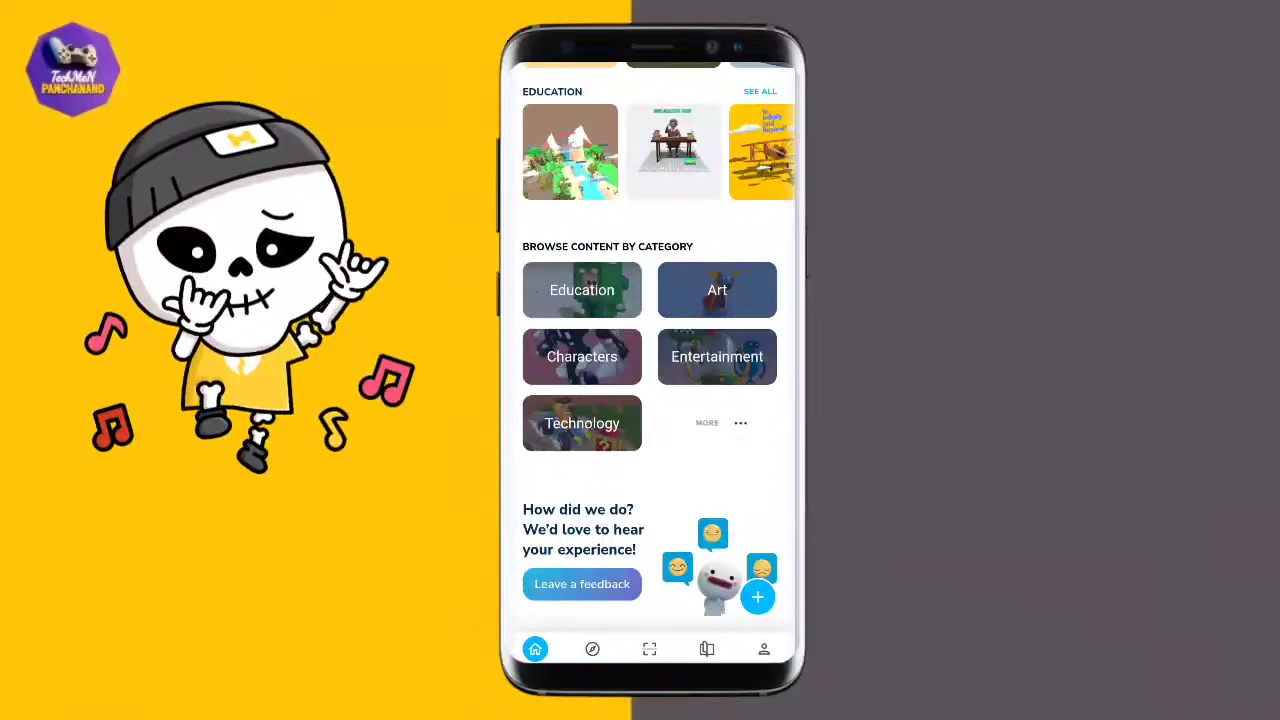 TechMeN
PANCHANAND
EDUCATION
SEE ALL
BROWSE CONTENT BY CATEGORY
Education
Art
Characters
Entertainment
Technology
MORE
How did we do?
We'd love to hear
your experience!
Leave a feedback